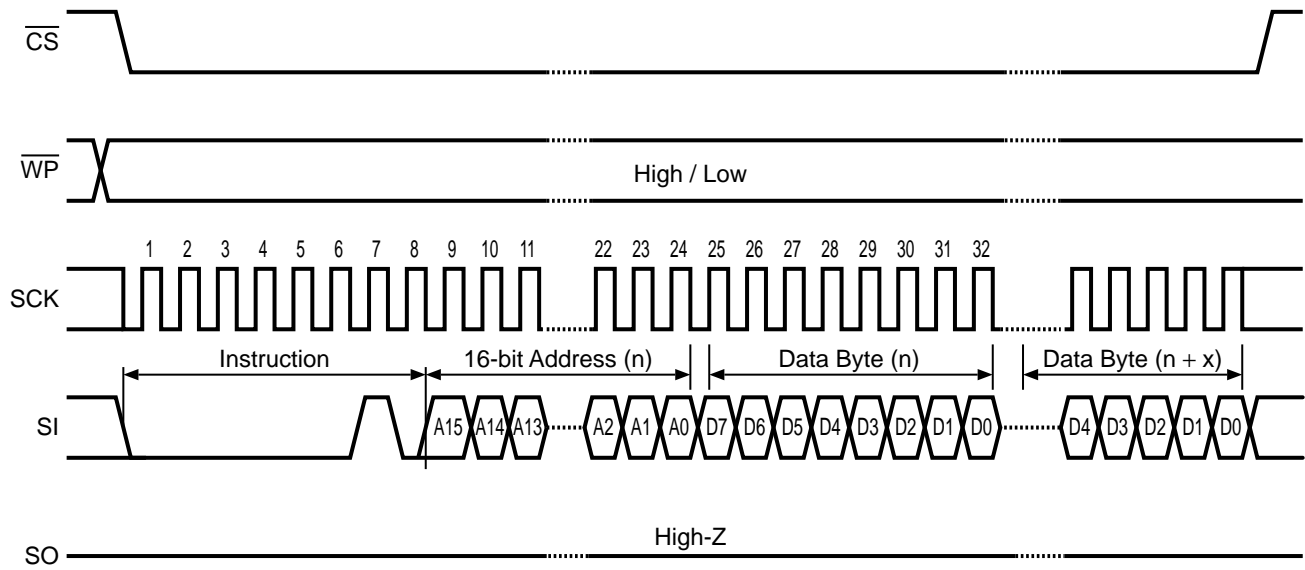 CS
WP
High / Low
1 2 3 4 5 6 7 8 9 10 11 22 23 24 25 26 27 28 29 30 31 32
SCK
Instruction 16-bit Address (n) Data Byte (n) Data Byte (n + x)
SI A15 A14 A13 A2 A1 A0 D7 D6 D5 D4 D3 D2 D1 D0 D4 D3 D2 D1 D0
High-Z
SO